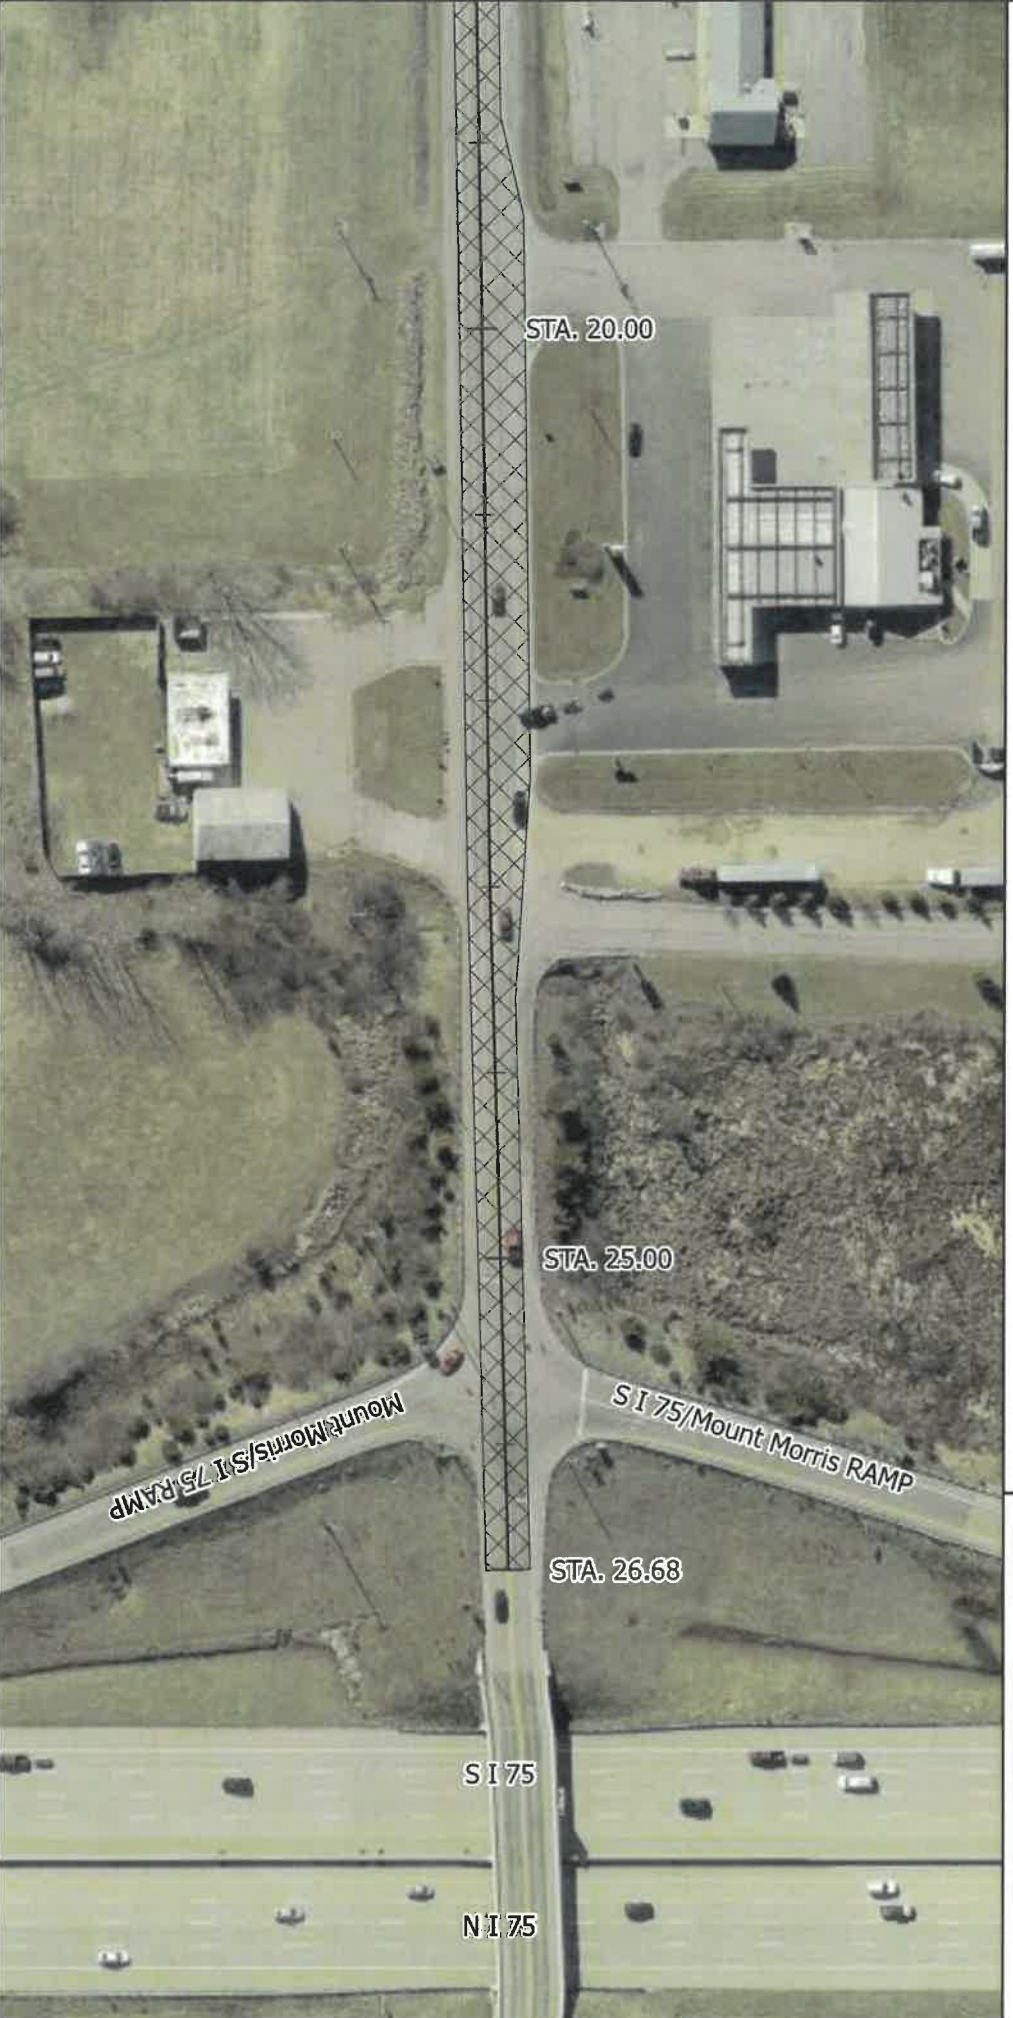 STA. 20.00
STA. 25.00
Mount Morris/S I 75 RAMP
S I 75/Mount Morris RAMP
STA. 26.68
S I 75
N I 75